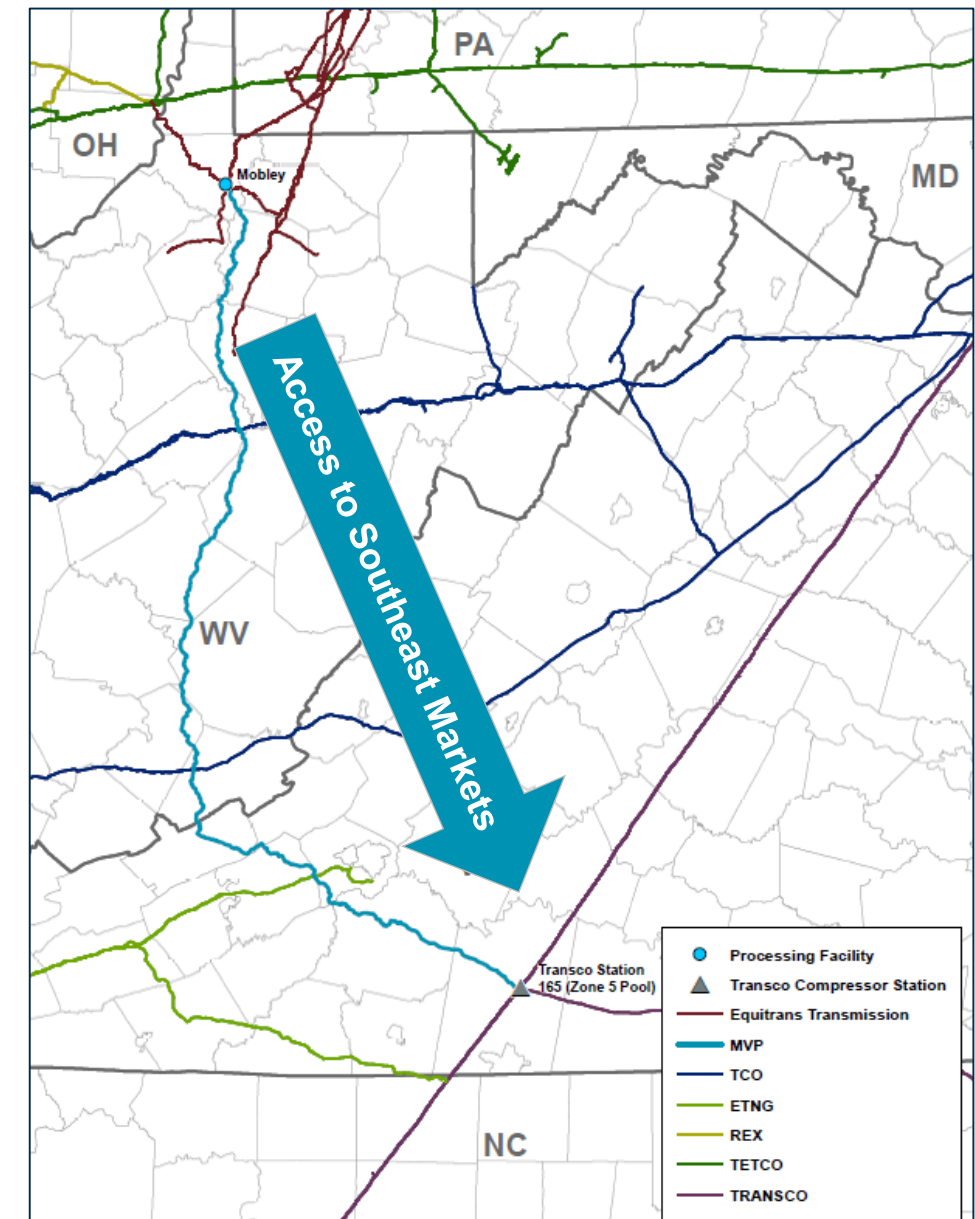 PA
OH
Mobley
MD
Access to Southeast Markets
WV
Transco Station
165 (Zone 5 Pool)
NC
Processing Facility
Transco Compressor Station
Equitrans Transmission
MVP
TCO
ETNG
REX
TETCO
TRANSCO